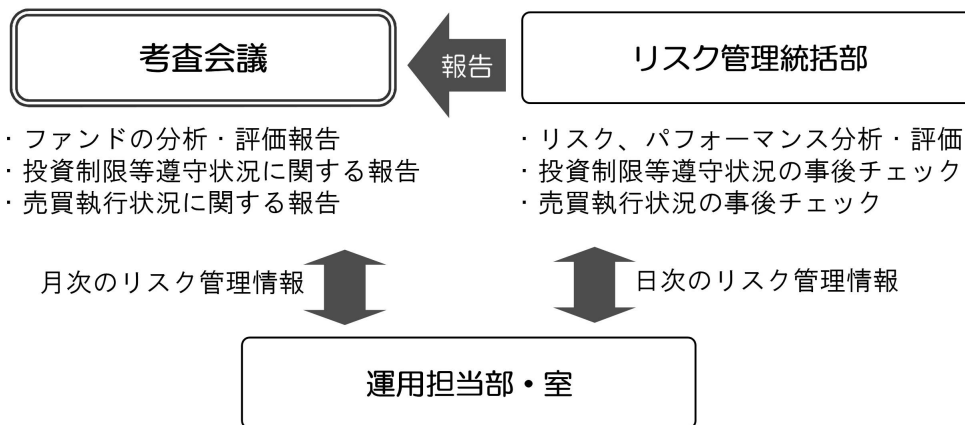 考査会議
報告
リスク管理統括部
・ファンドの分析・評価報告
・投資制限等遵守状況に関する報告
・売買執行状況に関する報告
・リスク、パフォーマンス分析・評価
・投資制限等遵守状況の事後チェック
・売買執行状況の事後チェック
月次のリスク管理情報
日次のリスク管理情報
運用担当部・室